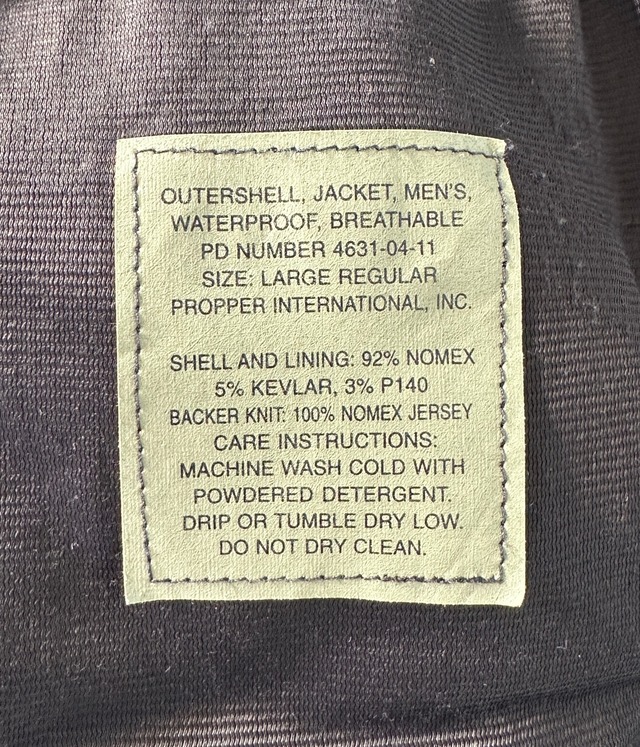 OUTERSHELL, JACKET, MEN'S,
WATERPROOF, BREATHABLE
PD NUMBER 4631-04-11
SIZE: LARGE REGULAR
PROPPER INTERNATIONAL, INC.
SHELL AND LINING: 92% NOMEX
5% KEVLAR, 3% P140
BACKER KNIT: 100% NOMEX JERSEY
CARE INSTRUCTIONS:
MACHINE WASH COLD WITH
POWDERED DETERGENT.
DRIP OR TUMBLE DRY LOW.
DO NOT DRY CLEAN.